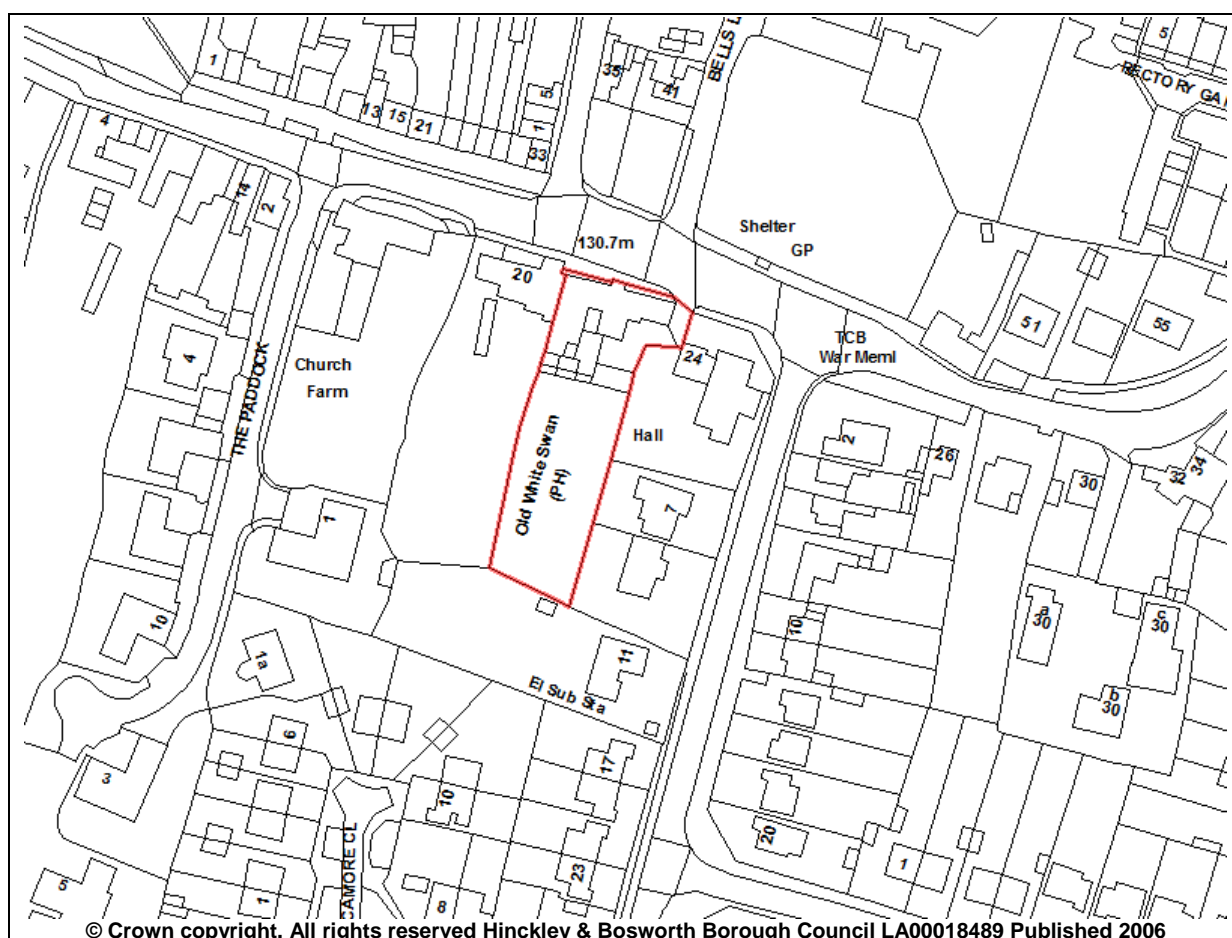 1
35
41
BELLS L
5
RECTORY GA
13
15
21
5
1
33
4
14
2
Shelter
GP
130.7m
20
51
55
TCB
War Meml
4
THE PADDOCK
Church
Farm
24
Hall
2
26
30
32
34
Old White Swan
(PH)
7
1
10
10
a
30
c
30
b
30
1a
11
El Sub Sta
6
17
3
10
20
1
CAMORE CL
23
5
1
8
© Crown copyright. All rights reserved Hinckley & Bosworth Borough Council LA00018489 Published 2006